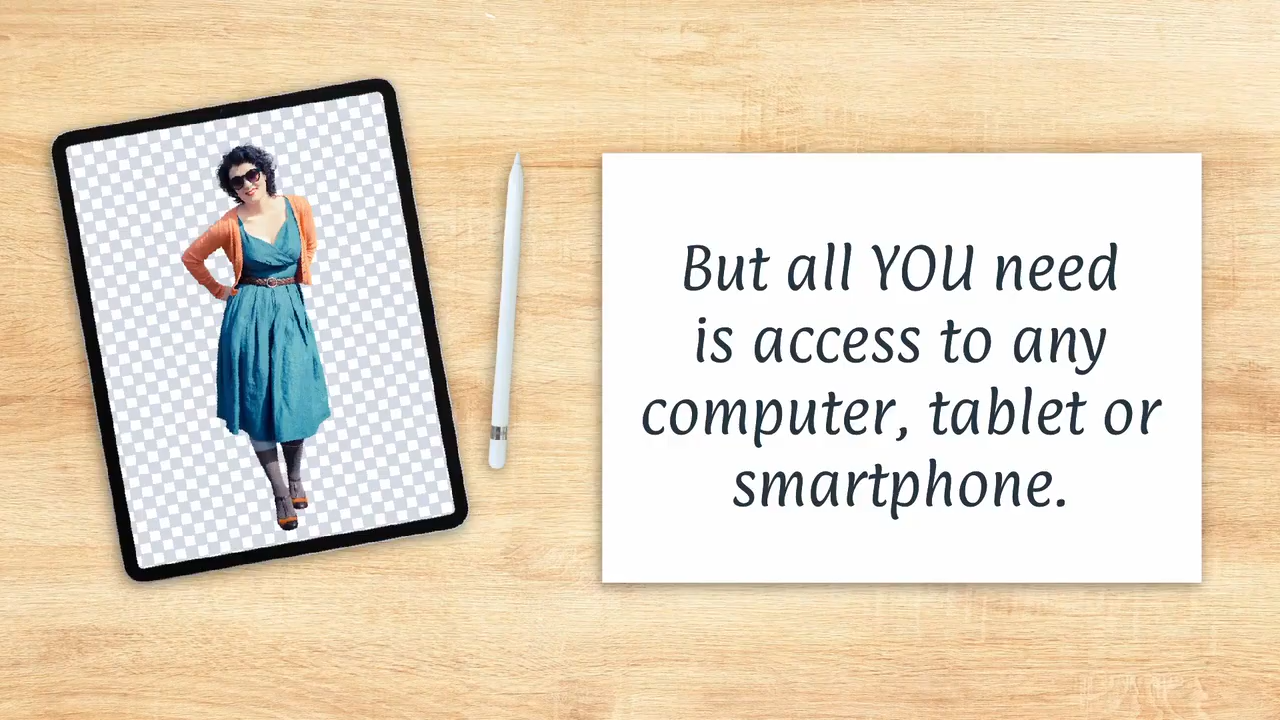 But all YOU need
is access to any
computer, tablet or
smartphone.